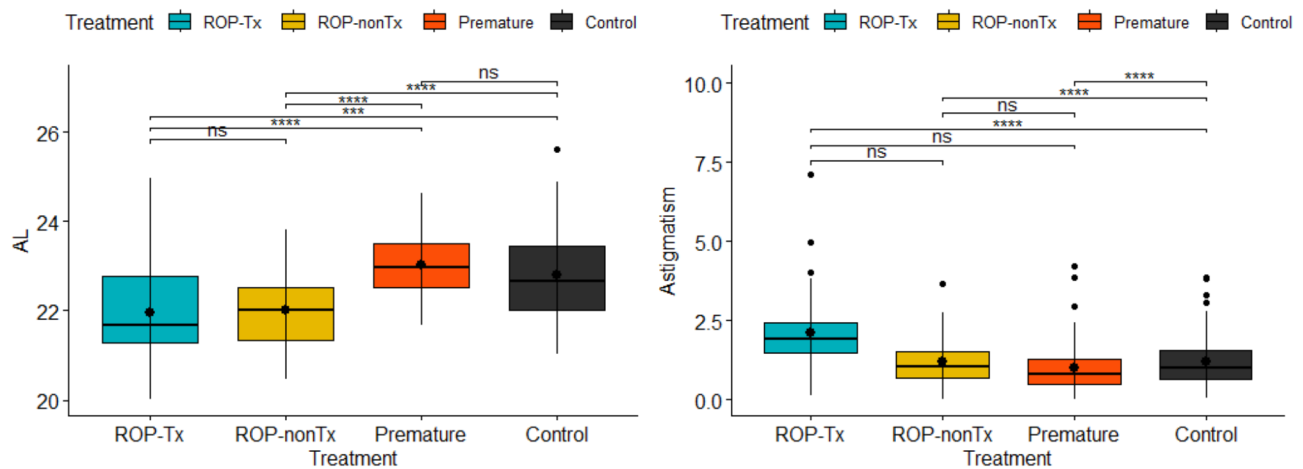 Treatment ROP-Tx ROP-nonTx Premature Control
ns
****
****
***
****
ns
26
24
22
20
AL
ROP-Tx ROP-nonTx Premature Control
Treatment
Treatment ROP-Tx ROP-nonTx Premature Control
****
****
ns
****
ns
ns
10.0
7.5
5.0
2.5
0.0
Astigmatism
ROP-Tx ROP-nonTx Premature Control
Treatment